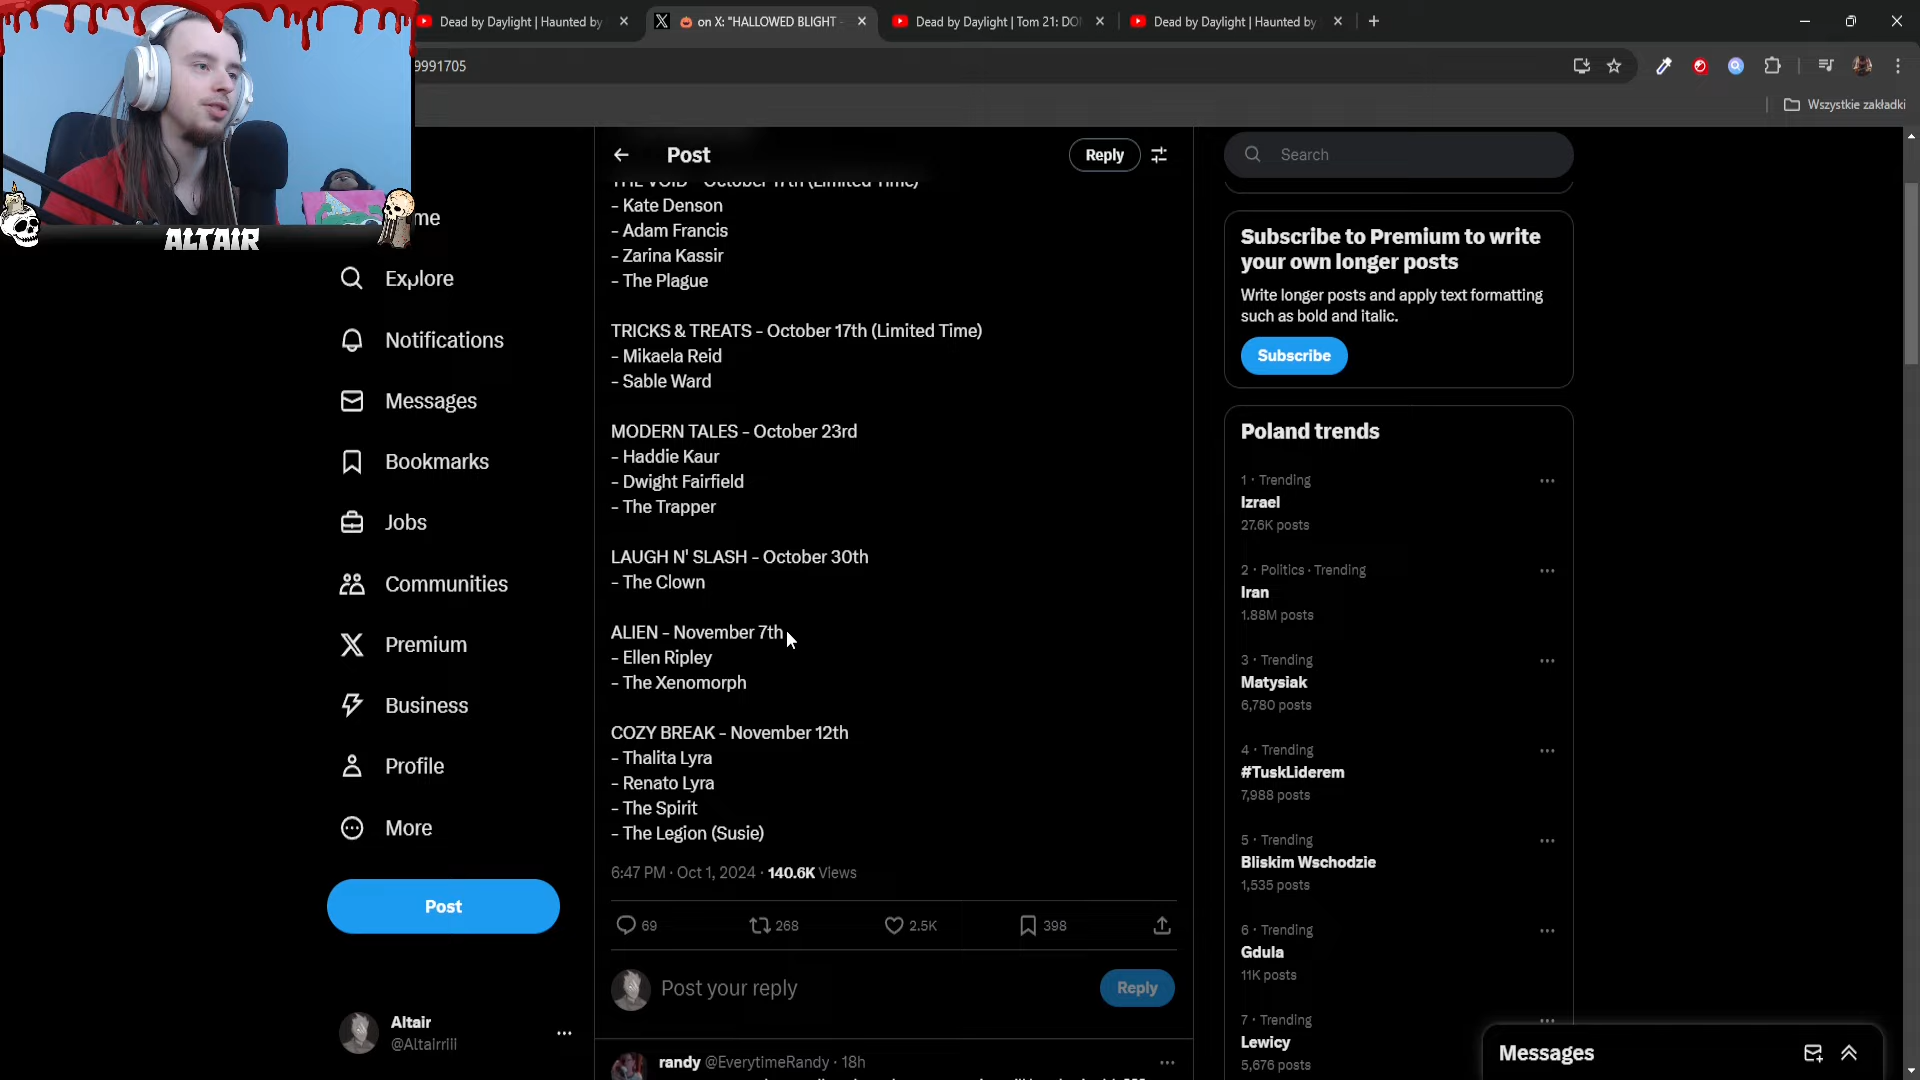 Dead by Daylight | Haunted by
on X: "HALLOWED BLIGHT -
Dead by Daylight | Tom 21: DO
Dead by Daylight | Haunted by
9991705
Wszystkie zakładki
ALTAIR
me
Explore
Notifications
Messages
Bookmarks
Jobs
Communities
Premium
Business
Profile
More
Post
Altair
@Altairriii
Post
Reply
THE VOID - October 17th (Limited Time)
- Kate Denson
- Adam Francis
- Zarina Kassir
- The Plague
TRICKS & TREATS - October 17th (Limited Time)
- Mikaela Reid
- Sable Ward
MODERN TALES - October 23rd
- Haddie Kaur
- Dwight Fairfield
- The Trapper
LAUGH N' SLASH - October 30th
- The Clown
ALIEN - November 7th
- Ellen Ripley
- The Xenomorph
COZY BREAK - November 12th
- Thalita Lyra
- Renato Lyra
- The Spirit
- The Legion (Susie)
6:47 PM · Oct 1, 2024 · 140.6K Views
69
268
2.5K
398
Post your reply
Reply
randy @EverytimeRandy · 18h
Search
Subscribe to Premium to write
your own longer posts
Write longer posts and apply text formatting
such as bold and italic.
Subscribe
Poland trends
1 · Trending
Izrael
27.6K posts
2 · Politics · Trending
Iran
1.88M posts
3 · Trending
Matysiak
6,780 posts
4 · Trending
#TuskLiderem
7,988 posts
5 · Trending
Bliskim Wschodzie
1,535 posts
6 · Trending
Gdula
11K posts
7 · Trending
Lewicy
5,676 posts
Messages